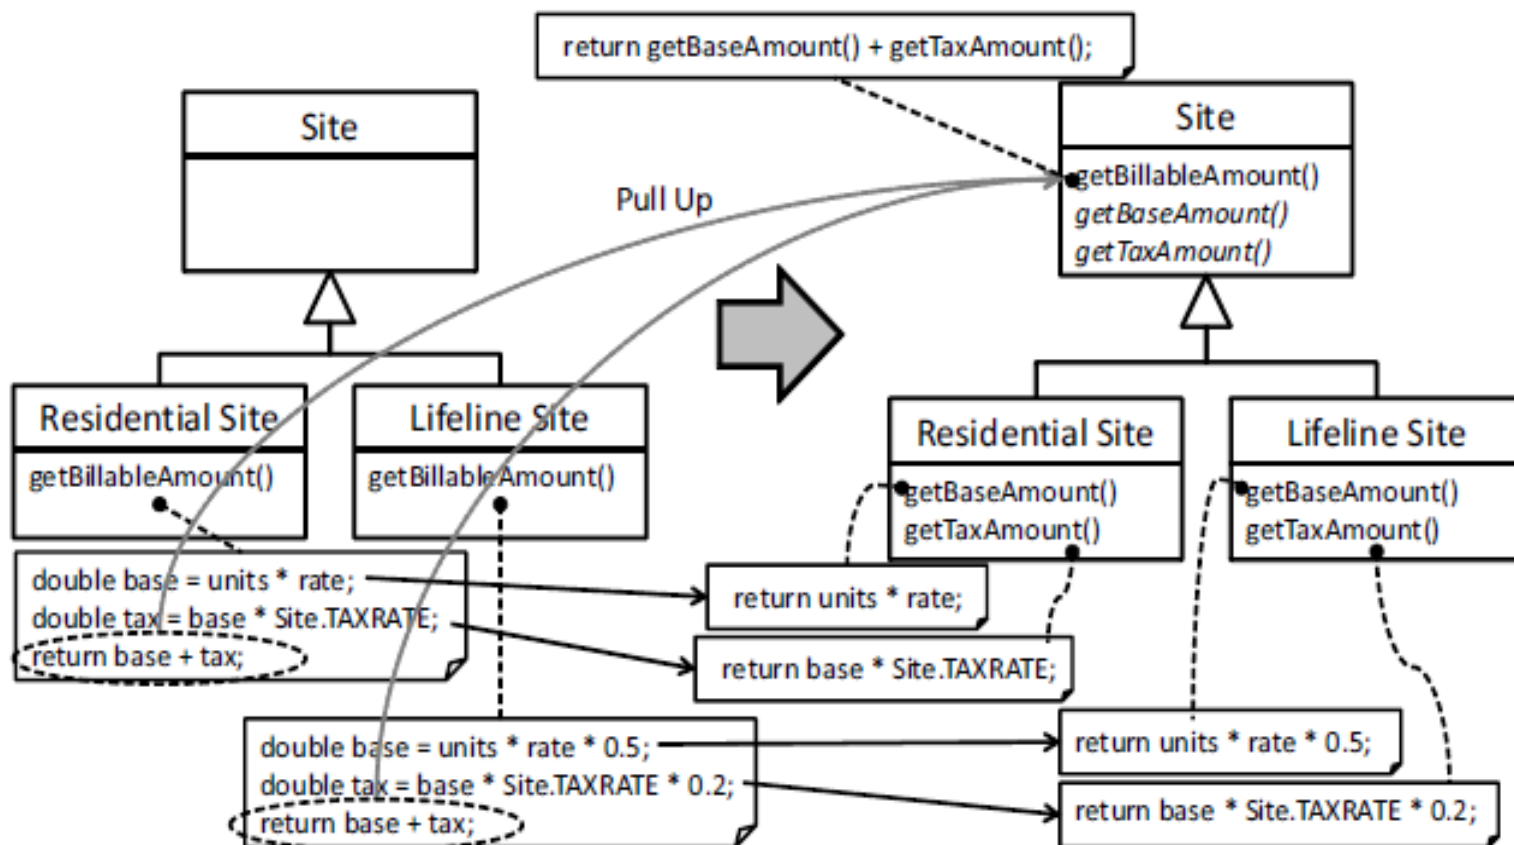 return getBaseAmount() + getTaxAmount();
Site
Site
getBillableAmount()
getBaseAmount()
getTaxAmount()
Pull Up
Residential Site
getBillableAmount()
Lifeline Site
getBillableAmount()
Residential Site
getBaseAmount()
getTaxAmount()
Lifeline Site
getBaseAmount()
getTaxAmount()
double base = units * rate;
double tax = base * Site.TAXRATE;
return base + tax;
return units * rate;
return base * Site.TAXRATE;
double base = units * rate * 0.5;
double tax = base * Site.TAXRATE * 0.2;
return base + tax;
return units * rate * 0.5;
return base * Site.TAXRATE * 0.2;